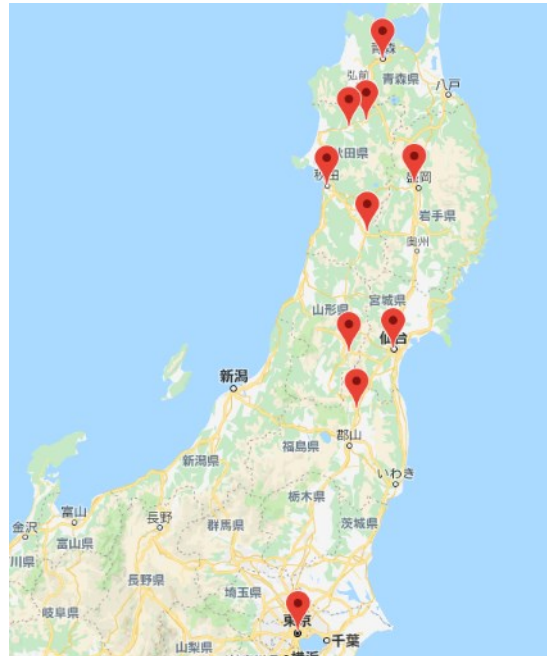 青森
弘前
青森県
八戸
秋田県
秋田
盛岡
岩手県
奥州
宮城県
山形県
仙台
新潟
郡山
福島県
新潟県
いわき
栃木県
富山
長野
金沢
群馬県
茨城県
富山県
川県
長野県
埼玉県
岐阜県
東京
千葉
山梨県
横浜